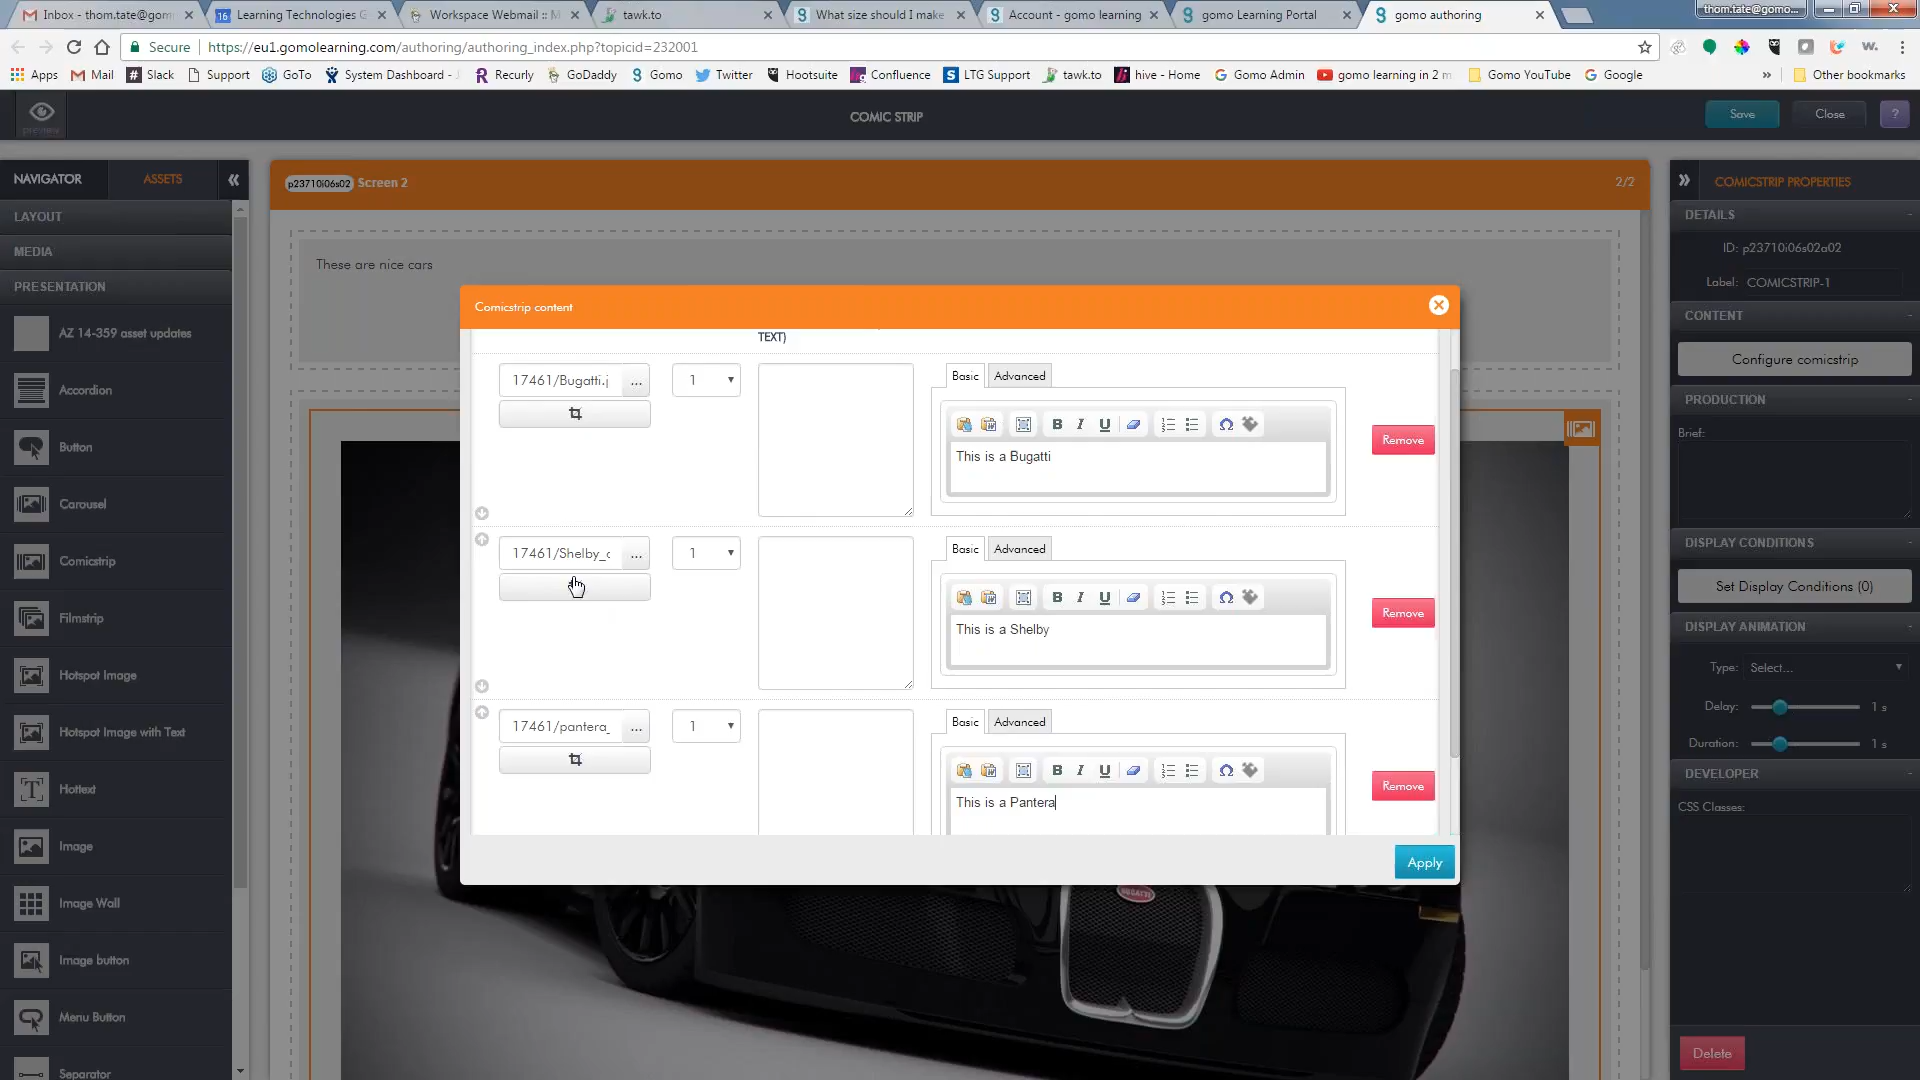 Inbox - thom.tate@gom
Learning Technologies G
Workspace Webmail :: M
tawk.to
What size should I make
Account - gomo learning
gomo Learning Portal
gomo authoring
thom.tate@gomo...
Secure
https://eu1.gomolearning.com/authoring/authoring_index.php?topicid=232001
Apps
Mail
Slack
Support
GoTo
System Dashboard -
Recurly
GoDaddy
Gomo
Twitter
Hootsuite
Confluence
LTG Support
tawk.to
hive - Home
Gomo Admin
gomo learning in 2 m
Gomo YouTube
Google
»
Other bookmarks
preview
COMIC STRIP
Save
Close
?
NAVIGATOR
ASSETS
«
LAYOUT
MEDIA
PRESENTATION
AZ 14-359 asset updates
Accordion
Button
Carousel
Comicstrip
Filmstrip
Hotspot Image
Hotspot Image with Text
Hottext
Image
Image Wall
Image button
Menu Button
Separator
p23710i06s02 Screen 2
2/2
These are nice cars
Comicstrip content
TEXT)
17461/Bugatti.j
...
1
Basic
Advanced
B I U
This is a Bugatti
Remove
17461/Shelby_c
...
1
Basic
Advanced
B I U
This is a Shelby
Remove
17461/pantera_
...
1
Basic
Advanced
B I U
This is a Pantera
Remove
Apply
BUGATTI
»
COMICSTRIP PROPERTIES
DETAILS
ID: p23710i06s02a02
Label: COMICSTRIP-1
CONTENT
Configure comicstrip
PRODUCTION
Brief:
DISPLAY CONDITIONS
Set Display Conditions (0)
DISPLAY ANIMATION
Type: Select...
Delay: 1 s
Duration: 1 s
DEVELOPER
CSS Classes:
Delete